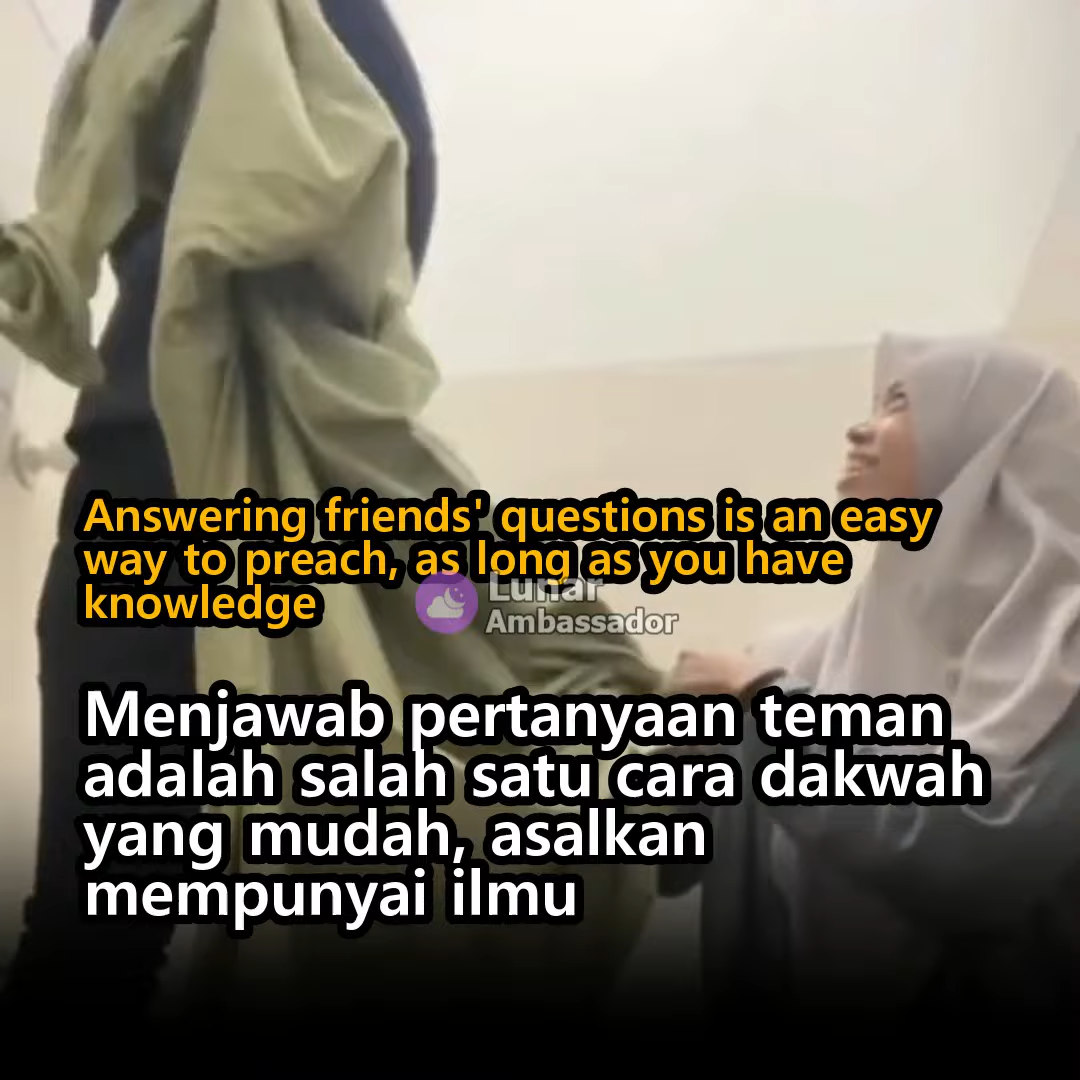 Answering friends' questions is an easy
way to preach, as long as you have
knowledge
Lunar
Ambassador
Menjawab pertanyaan teman
adalah salah satu cara dakwah
yang mudah, asalkan
mempunyai ilmu